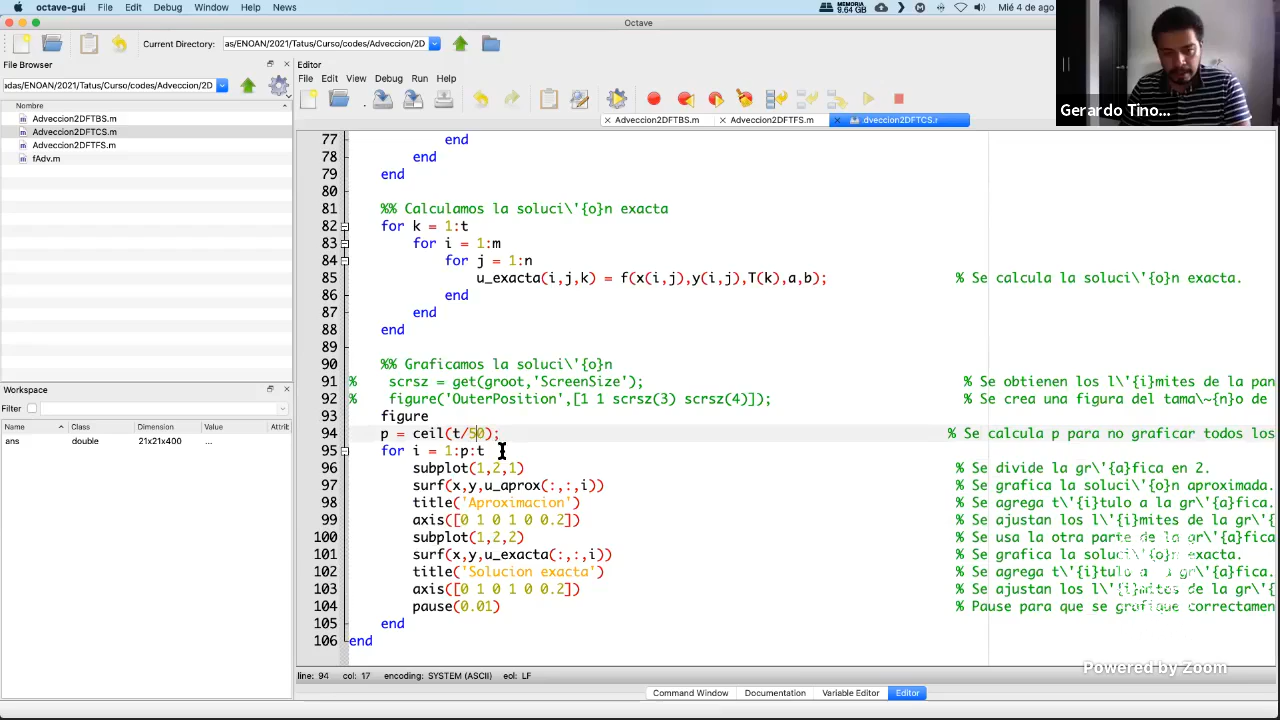 octave-gui File Edit Debug Window Help News MEMORIA 9.64 GB Mié 4 de ago
Octave
Current Directory: as/ENOAN/2021/Tatus/Curso/codes/Adveccion/2D
File Browser
adas/ENOAN/2021/Tatus/Curso/codes/Adveccion/2D
Nombre
Adveccion2DFTBS.m
Adveccion2DFTCS.m
Adveccion2DFTFS.m
fAdv.m
Workspace
Filter
Name Class Dimension Value Attrib
ans double 21x21x400 ...
Editor
File Edit View Debug Run Help
Adveccion2DFTBS.m Adveccion2DFTFS.m
77 end
78 end
79 end
80
81 %% Calculamos la soluci\'{o}n exacta
82 for k = 1:t
83 for i = 1:m
84 for j = 1:n
85 u_exacta(i,j,k) = f(x(i,j),y(i,j),T(k),a,b); % Se calcula la soluci\'{o}n exacta.
86 end
87 end
88 end
89
90 %% Graficamos la soluci\'{o}n
91 % scrsz = get(groot,'ScreenSize'); % Se obtienen los l\'{i}mites de la pan
92 % figure('OuterPosition',[1 1 scrsz(3) scrsz(4)]); % Se crea una figura del tama\~{n}o de
93 figure
94 p = ceil(t/50); % Se calcula p para no graficar todos los
95 for i = 1:p:t
96 subplot(1,2,1) % Se divide la gr\'{a}fica en 2.
97 surf(x,y,u_aprox(:,:,i)) % Se grafica la soluci\'{o}n aproximada.
98 title('Aproximacion') % Se agrega t\'{i}tulo a la gr\'{a}fica.
99 axis([0 1 0 1 0 0.2]) % Se ajustan los l\'{i}mites de la gr\'{
100 subplot(1,2,2) % Se usa la otra parte de la gr\'{a}fica
101 surf(x,y,u_exacta(:,:,i)) % Se grafica la soluci\'{o}n exacta.
102 title('Solucion exacta') % Se agrega t\'{i}tulo a la gr\'{a}fica.
103 axis([0 1 0 1 0 0.2]) % Se ajustan los l\'{i}mites de la gr\'{
104 pause(0.01) % Pause para que se grafique correctamen
105 end
106 end
line: 94 col: 17 encoding: SYSTEM (ASCII) eol: LF
Command Window Documentation Variable Editor Editor
Gerardo Tino...
Powered by Zoom